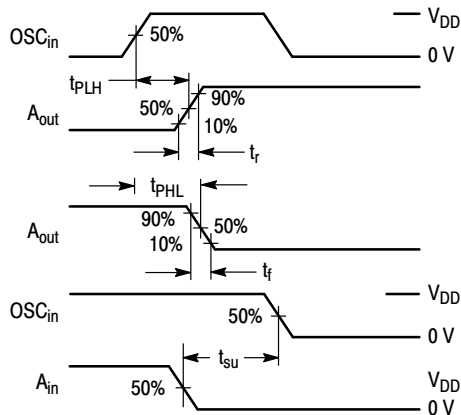 OSCin 50% VDD
0 V
tPLH
Aout 50% 90%
10%
tr
tPHL
Aout 90% 50%
10%
tf
OSCin 50% VDD
0 V
tsu
Ain 50% VDD
0 V